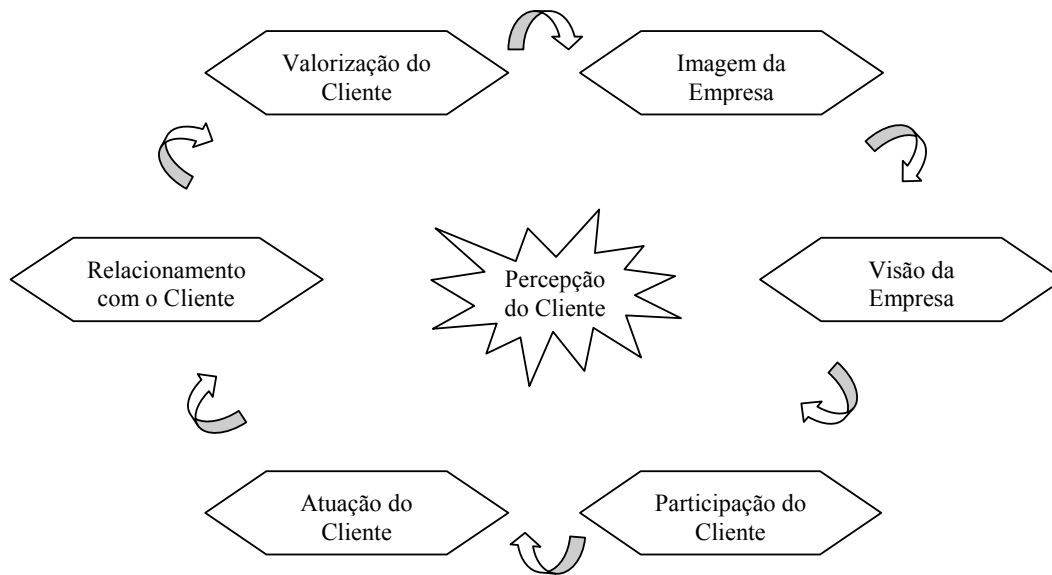 Valorização do
Cliente
Imagem da
Empresa
Relacionamento
com o Cliente
Percepção
do Cliente
Visão da
Empresa
Atuação do
Cliente
Participação do
Cliente